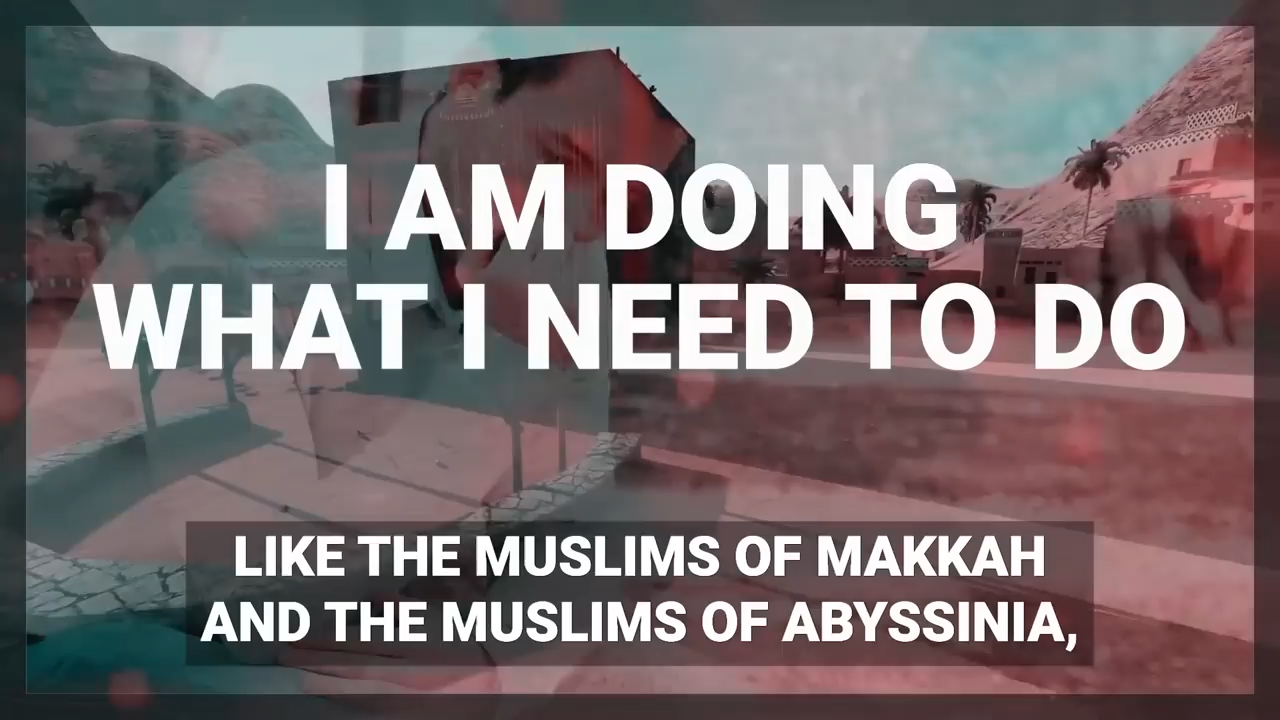 I AM DOING
WHAT I NEED TO DO
LIKE THE MUSLIMS OF MAKKAH
AND THE MUSLIMS OF ABYSSINIA,